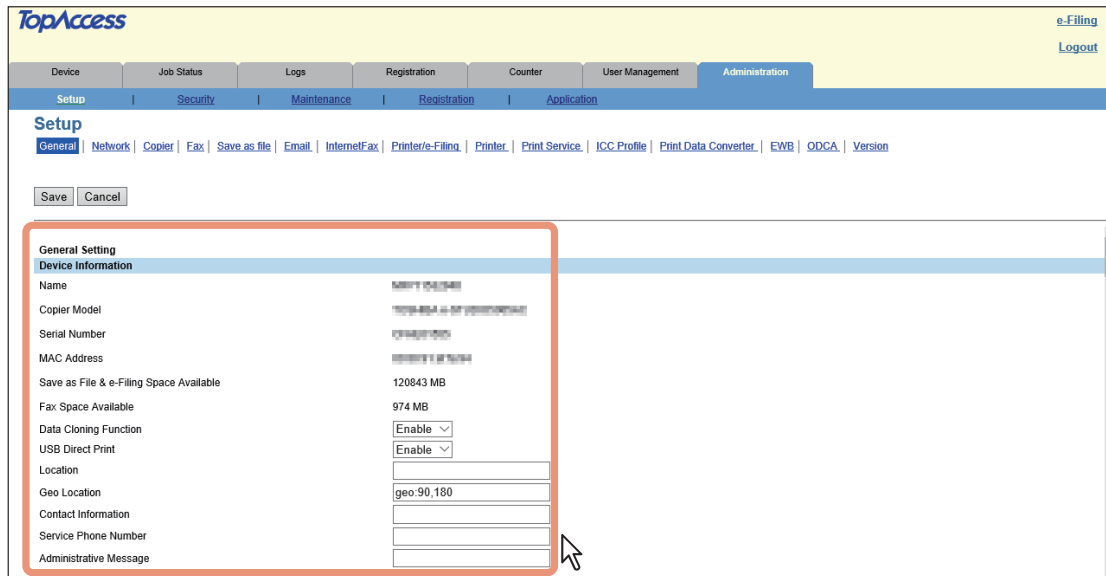 TopAccess
e-Filing
Logout
Device Job Status Logs Registration Counter User Management Administration
Setup | Security | Maintenance | Registration | Application
Setup
General | Network | Copier | Fax | Save as file | Email | InternetFax | Printer/e-Filing | Printer | Print Service | ICC Profile | Print Data Converter | EWB | ODCA | Version
Save Cancel
General Setting
Device Information
Name
Copier Model
Serial Number
MAC Address
Save as File & e-Filing Space Available 120843 MB
Fax Space Available 974 MB
Data Cloning Function Enable
USB Direct Print Enable
Location
Geo Location geo:90,180
Contact Information
Service Phone Number
Administrative Message